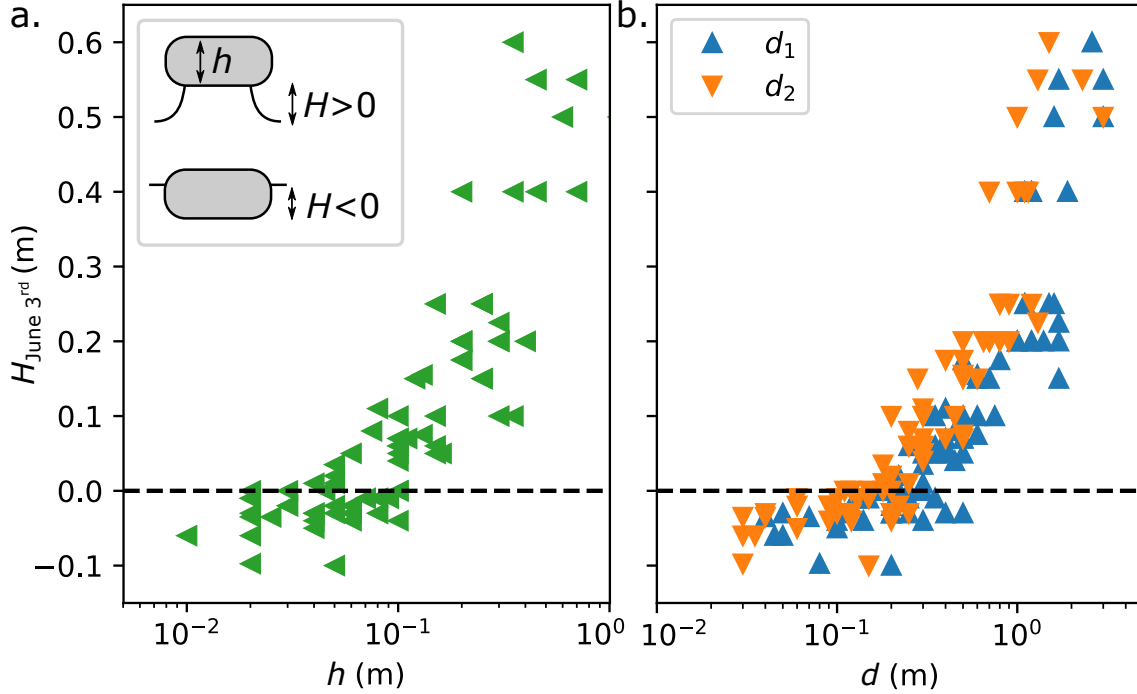 a.
b.
h
H>0
H<0
d₁
d₂
0.6
0.5
0.4
0.3
0.2
0.1
0.0
−0.1
H_June 3ʳᵈ (m)
10⁻² 10⁻¹ 10⁰
h (m)
10⁻² 10⁻¹ 10⁰
d (m)